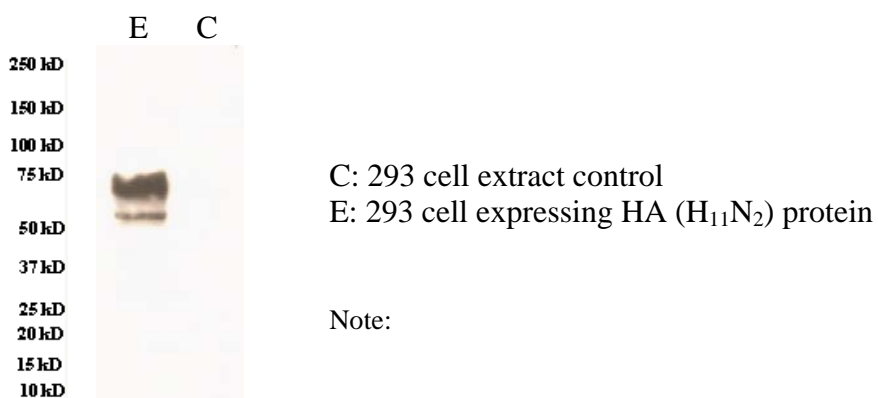 E C
250 kD
150 kD
100 kD
75 kD
50 kD
37 kD
25 kD
20 kD
15 kD
10 kD
C: 293 cell extract control
E: 293 cell expressing HA (H₁₁N₂) protein
Note: